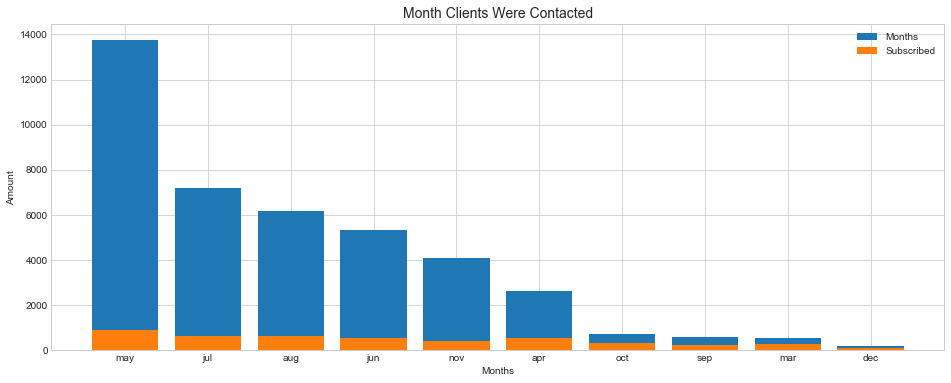 Month Clients Were Contacted
Months
Subscribed
14000
12000
10000
8000
6000
4000
2000
0
Amount
may jul aug jun nov apr oct sep mar dec
Months